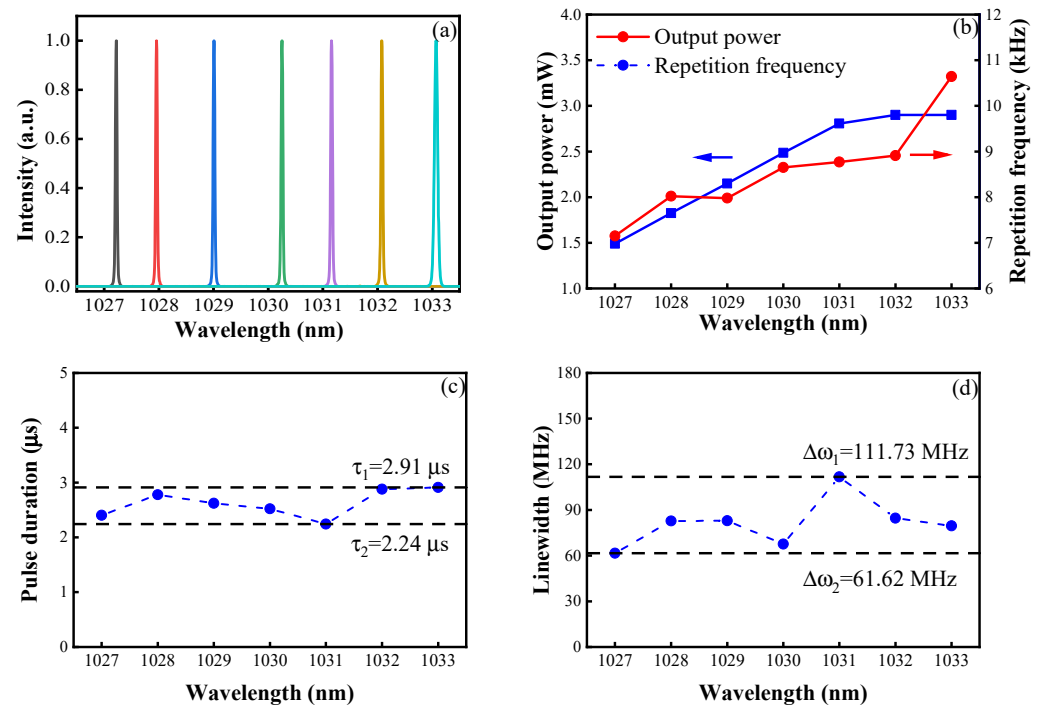 (a)
Intensity (a.u.)
1.0
0.8
0.6
0.4
0.2
0.0
1027 1028 1029 1030 1031 1032 1033
Wavelength (nm)
(b)
Output power
Repetition frequency
Output power (mW)
4.0
3.5
3.0
2.5
2.0
1.5
1.0
Repetition frequency (kHz)
12
11
10
9
8
7
6
1027 1028 1029 1030 1031 1032 1033
Wavelength (nm)
(c)
Pulse duration (μs)
5
4
3
2
1
0
τ₁=2.91 μs
τ₂=2.24 μs
1027 1028 1029 1030 1031 1032 1033
Wavelength (nm)
(d)
Linewidth (MHz)
180
150
120
90
60
30
0
Δω₁=111.73 MHz
Δω₂=61.62 MHz
1027 1028 1029 1030 1031 1032 1033
Wavelength (nm)